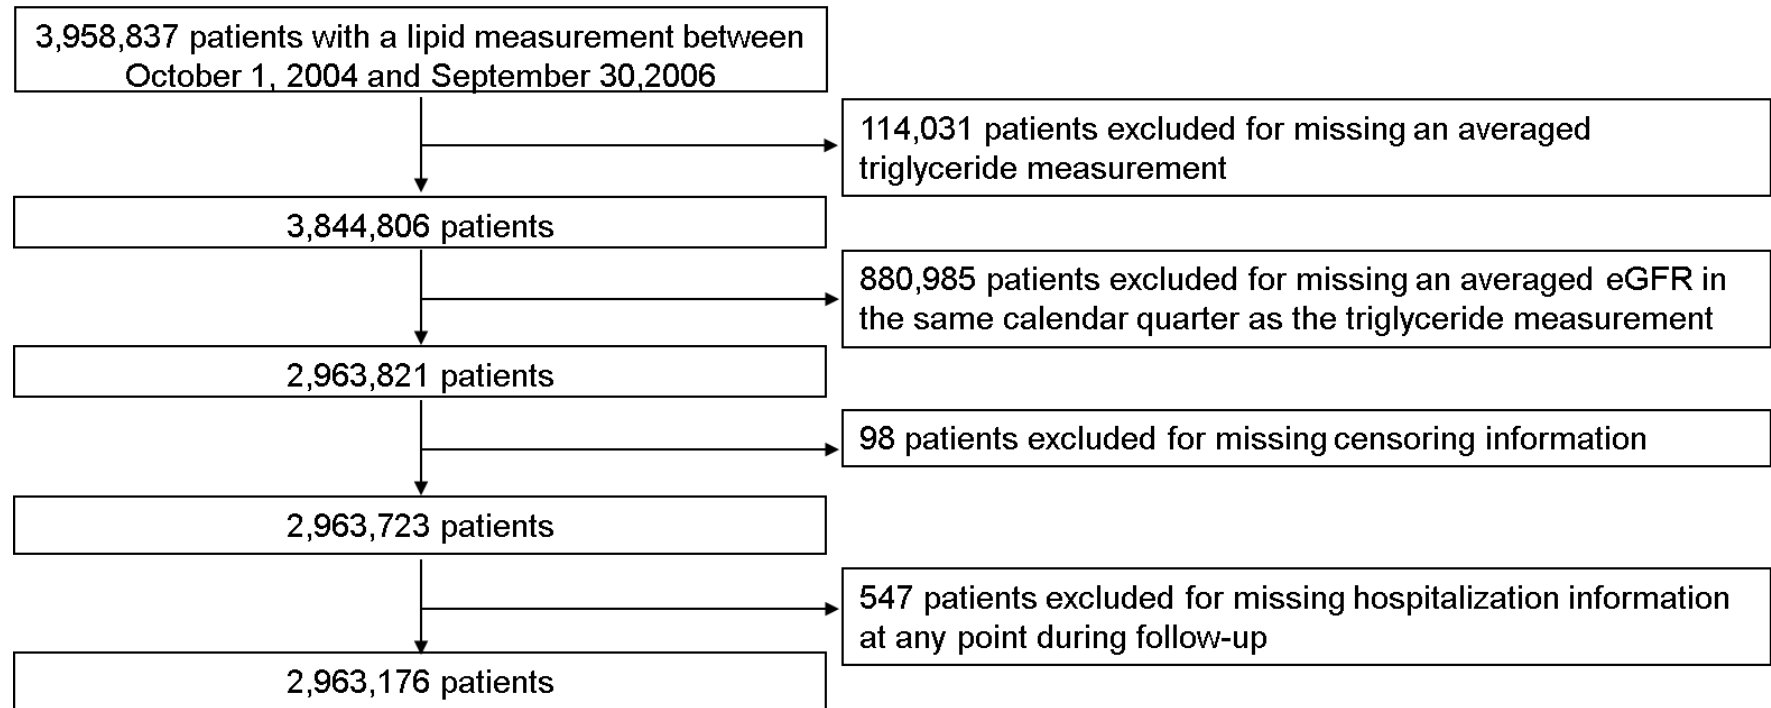 3,958,837 patients with a lipid measurement between
October 1, 2004 and September 30,2006
114,031 patients excluded for missing an averaged
triglyceride measurement
3,844,806 patients
880,985 patients excluded for missing an averaged eGFR in
the same calendar quarter as the triglyceride measurement
2,963,821 patients
98 patients excluded for missing censoring information
2,963,723 patients
547 patients excluded for missing hospitalization information
at any point during follow-up
2,963,176 patients